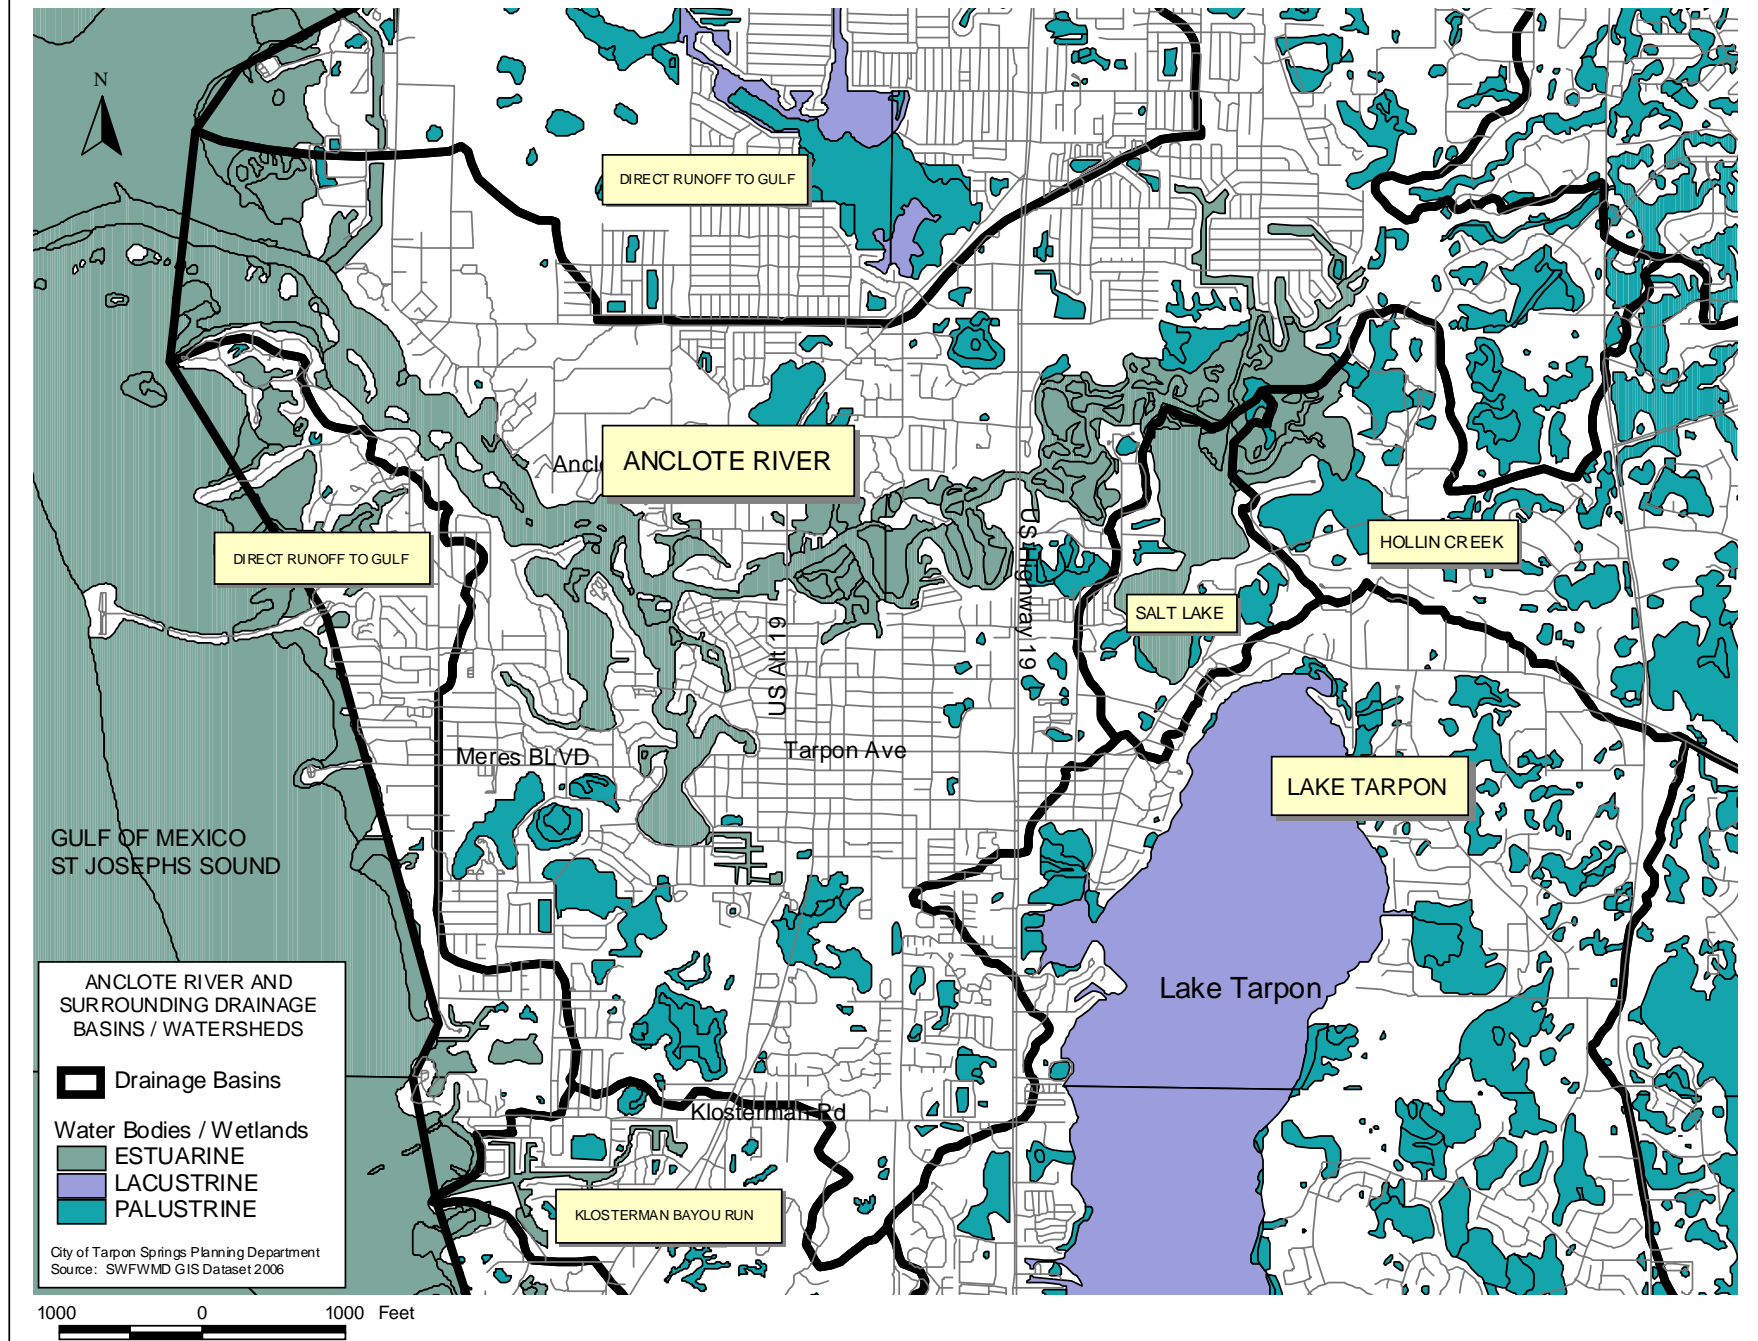 N
DIRECT RUNOFF TO GULF
Anclo
ANCLOTE RIVER
US Highway 19
HOLLIN CREEK
DIRECT RUNOFF TO GULF
SALT LAKE
US Alt 19
Meres BLVD
Tarpon Ave
LAKE TARPON
GULF OF MEXICO
ST JOSEPHS SOUND
Lake Tarpon
ANCLOTE RIVER AND
SURROUNDING DRAINAGE
BASINS / WATERSHEDS
Drainage Basins
Water Bodies / Wetlands
ESTUARINE
LACUSTRINE
PALUSTRINE
City of Tarpon Springs Planning Department
Source: SWFWMD GIS Dataset 2006
Klosterman Rd
KLOSTERMAN BAYOU RUN
1000 0 1000 Feet